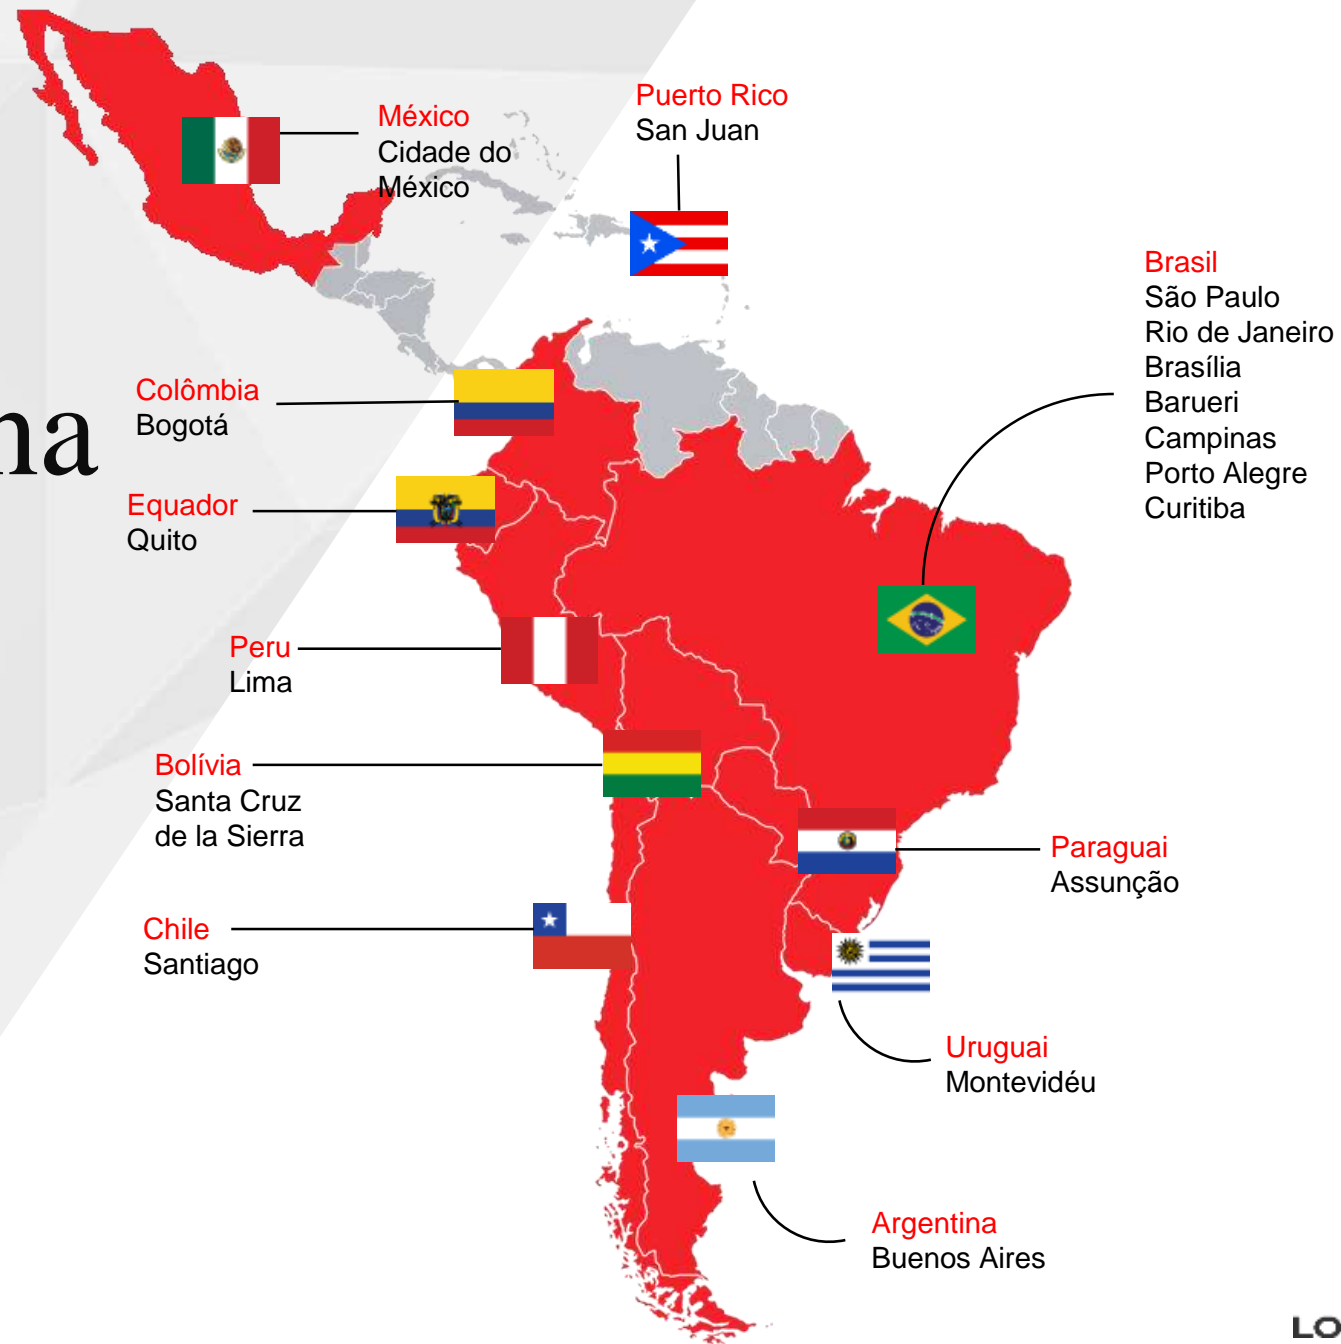 México
Cidade do
México
Puerto Rico
San Juan
Brasil
São Paulo
Rio de Janeiro
Brasília
Barueri
Campinas
Porto Alegre
Curitiba
Colômbia
Bogotá
na
Equador
Quito
Peru
Lima
Bolívia
Santa Cruz
de la Sierra
Paraguai
Assunção
Chile
Santiago
Uruguai
Montevidéu
Argentina
Buenos Aires
LO